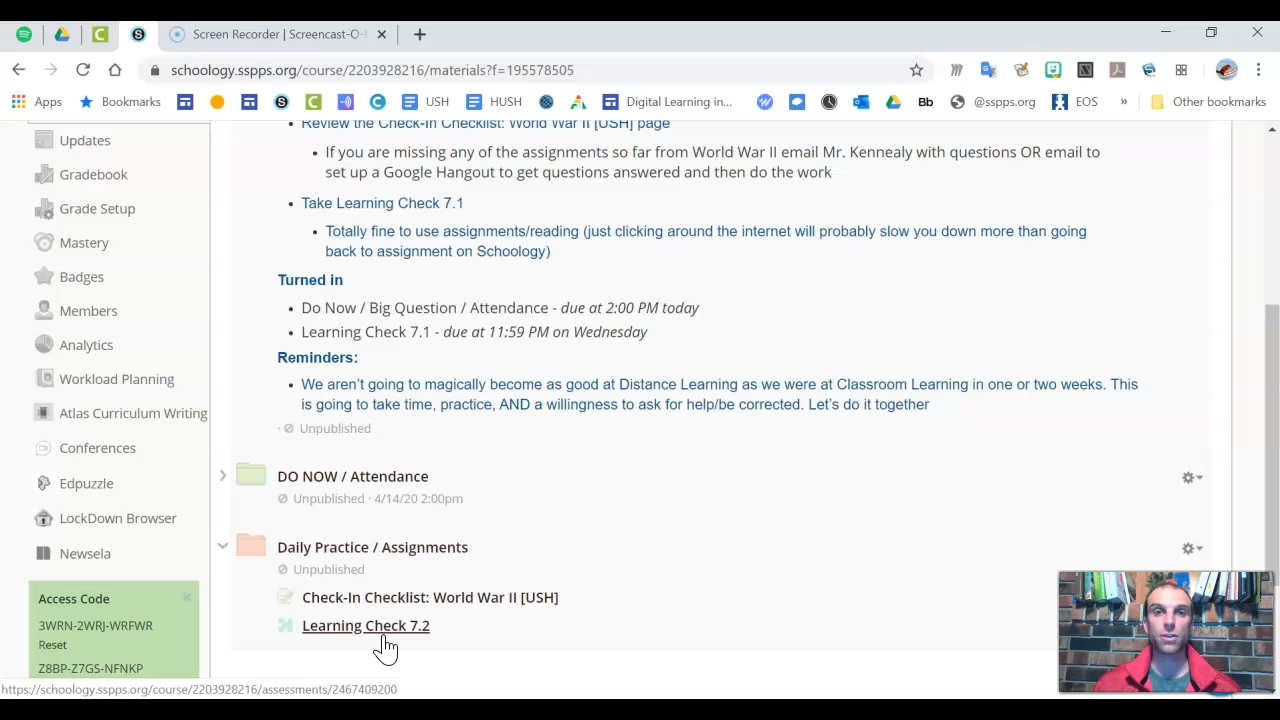 Screen Recorder | Screencast-O-
schoology.sspps.org/course/2203928216/materials?f=195578505
Apps
Bookmarks
USH
HUSH
Digital Learning in...
Bb
@sspps.org
EOS
»
Other bookmarks
Updates
Gradebook
Grade Setup
Mastery
Badges
Members
Analytics
Workload Planning
Atlas Curriculum Writing
Conferences
Edpuzzle
LockDown Browser
Newsela
Access Code
3WRN-2WRJ-WRFWR
Reset
Z8BP-Z7GS-NFNKP
Review the Check-In Checklist: World War II [USH] page
If you are missing any of the assignments so far from World War II email Mr. Kennealy with questions OR email to
set up a Google Hangout to get questions answered and then do the work
Take Learning Check 7.1
Totally fine to use assignments/reading (just clicking around the internet will probably slow you down more than going
back to assignment on Schoology)
Turned in
Do Now / Big Question / Attendance - due at 2:00 PM today
Learning Check 7.1 - due at 11:59 PM on Wednesday
Reminders:
We aren't going to magically become as good at Distance Learning as we were at Classroom Learning in one or two weeks. This
is going to take time, practice, AND a willingness to ask for help/be corrected. Let's do it together
· Unpublished
DO NOW / Attendance
Unpublished · 4/14/20 2:00pm
Daily Practice / Assignments
Unpublished
Check-In Checklist: World War II [USH]
Learning Check 7.2
https://schoology.sspps.org/course/2203928216/assessments/2467409200